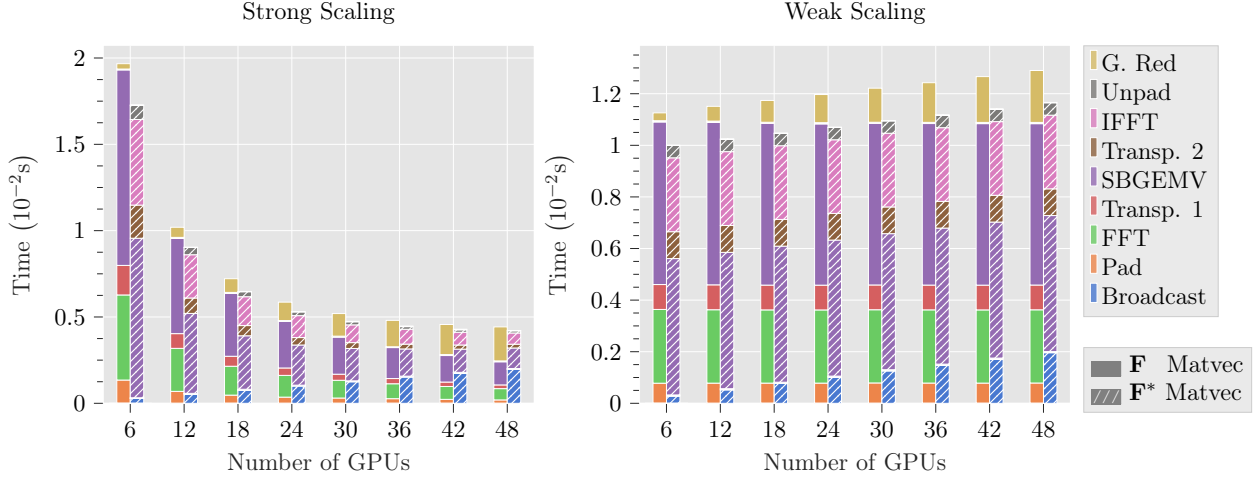 Strong Scaling
Weak Scaling
Time (10⁻²s)
2
1.5
1
0.5
0
6 12 18 24 30 36 42 48
Number of GPUs
Time (10⁻²s)
1.2
1
0.8
0.6
0.4
0.2
0
6 12 18 24 30 36 42 48
Number of GPUs
G. Red
Unpad
IFFT
Transp. 2
SBGEMV
Transp. 1
FFT
Pad
Broadcast
F Matvec
F* Matvec